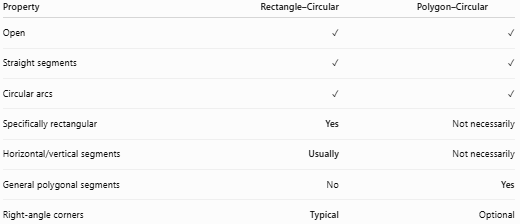 Property Rectangle–Circular Polygon–Circular
Open ✓ ✓
Straight segments ✓ ✓
Circular arcs ✓ ✓
Specifically rectangular Yes Not necessarily
Horizontal/vertical segments Usually Not necessarily
General polygonal segments No Yes
Right-angle corners Typical Optional